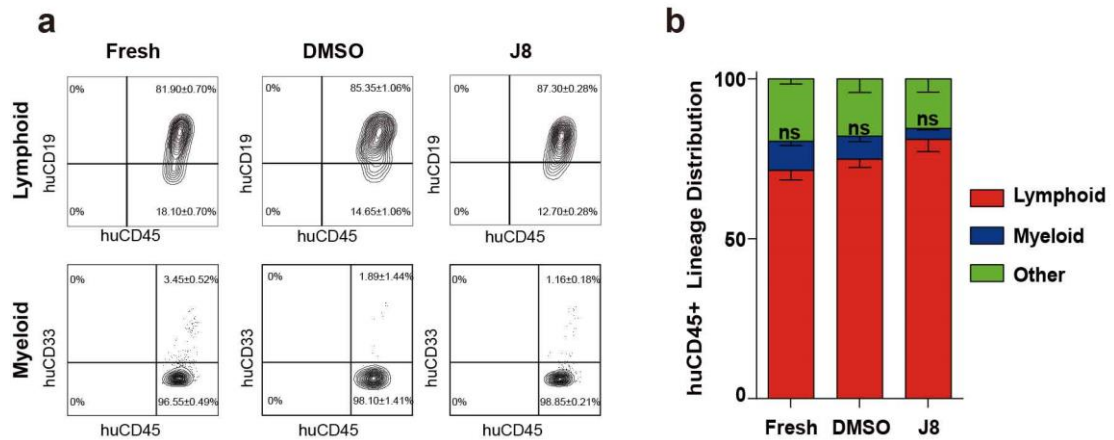 a
Fresh
DMSO
J8
Lymphoid
huCD19
0%
81.90±0.70%
0%
18.10±0.70%
huCD45
huCD19
0%
85.35±1.06%
0%
14.65±1.06%
huCD45
huCD19
0%
87.30±0.28%
0%
12.70±0.28%
huCD45
Myeloid
huCD33
0%
3.45±0.52%
0%
96.55±0.49%
huCD45
huCD33
0%
1.89±1.44%
0%
98.10±1.41%
huCD45
huCD33
0%
1.16±0.18%
0%
98.85±0.21%
huCD45
b
huCD45+ Lineage Distribution
100
50
0
ns
ns
ns
Fresh
DMSO
J8
Lymphoid
Myeloid
Other